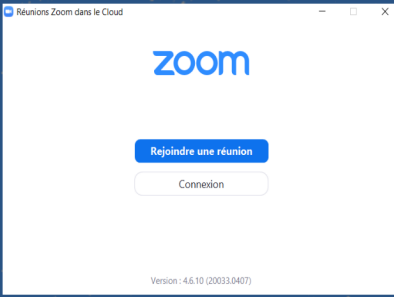 Réunions Zoom dans le Cloud
zoom
Rejoindre une réunion
Connexion
Version : 4.6.10 (20033.0407)